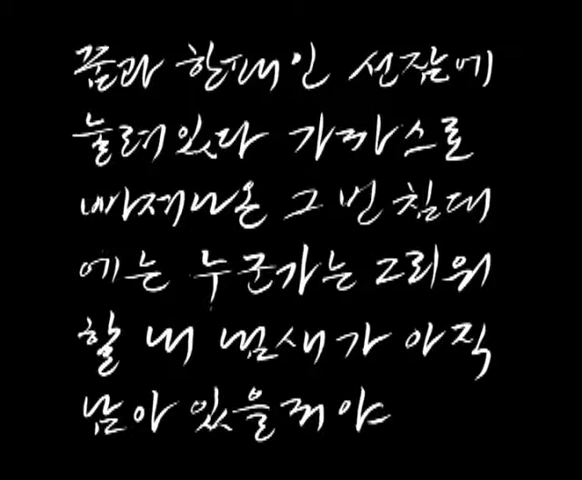 꿈과 한패인 선잠에
눌려있다 가까스로
빠져나온 그 빈 침대
에는 누군가는 그리워
할 내 냄새가 아직
남아 있을거야